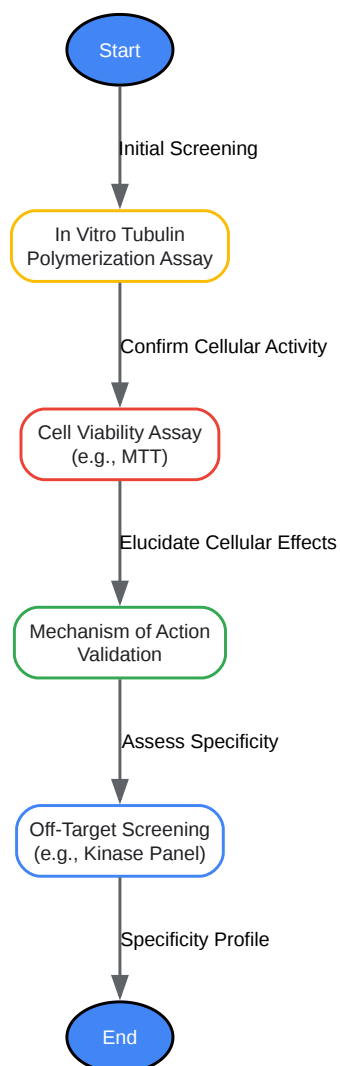 Start
Initial Screening
In Vitro Tubulin
Polymerization Assay
Confirm Cellular Activity
Cell Viability Assay
(e.g., MTT)
Elucidate Cellular Effects
Mechanism of Action
Validation
Assess Specificity
Off-Target Screening
(e.g., Kinase Panel)
Specificity Profile
End